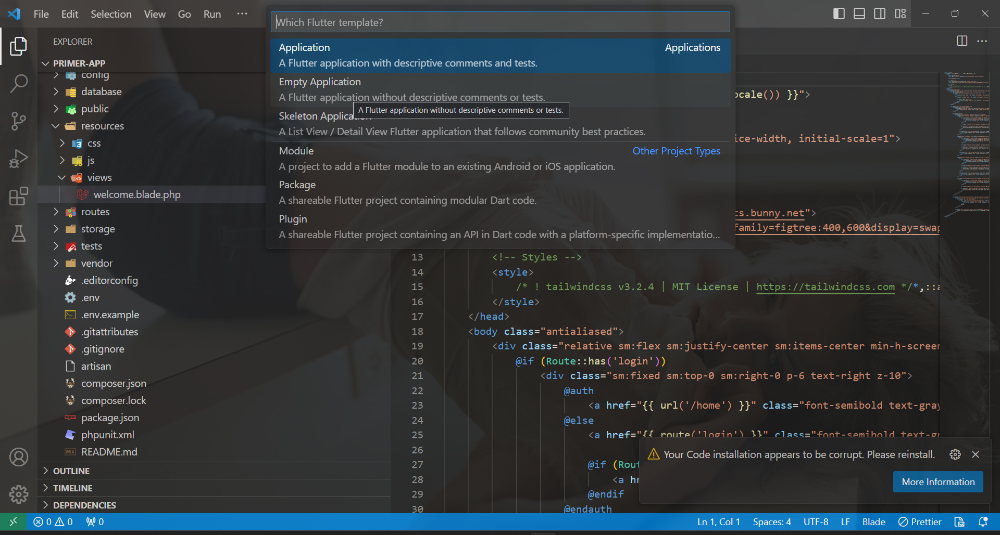 File Edit Selection View Go Run ···
Which Flutter template?
Application Applications
A Flutter application with descriptive comments and tests.
Empty Application
A Flutter application without descriptive comments or tests.
A Flutter application without descriptive comments or tests.
Skeleton Applica
A List View / Detail View Flutter application that follows community best practices.
Module Other Project Types
A project to add a Flutter module to an existing Android or iOS application.
Package
A shareable Flutter project containing modular Dart code.
Plugin
A shareable Flutter project containing an API in Dart code with a platform-specific implementatio...
EXPLORER
PRIMER-APP
config
database
public
resources
css
js
views
welcome.blade.php
routes
storage
tests
vendor
.editorconfig
.env
.env.example
.gitattributes
.gitignore
artisan
composer.json
composer.lock
package.json
phpunit.xml
README.md
OUTLINE
TIMELINE
DEPENDENCIES
ocale()) }}">
ice-width, initial-scale=1">
ts.bunny.net">
family=figtree:400,600&display=swap
13 <!-- Styles -->
14 <style>
15 /* ! tailwindcss v3.2.4 | MIT License | https://tailwindcss.com */*,::a
16 </style>
17 </head>
18 <body class="antialiased">
19 <div class="relative sm:flex sm:justify-center sm:items-center min-h-screen
20 @if (Route::has('login'))
21 <div class="sm:fixed sm:top-0 sm:right-0 p-6 text-right z-10">
22 @auth
23 <a href="{{ url('/home') }}" class="font-semibold text-gray
24 @else
25 <a href="{{ route('login') }}" class="font-semibold text-gr
26
27 @if (Rout
28 <a hr
29 @endif
30 @endauth
Your Code installation appears to be corrupt. Please reinstall.
More Information
0 0 0
Ln 1, Col 1 Spaces: 4 UTF-8 LF Blade Prettier